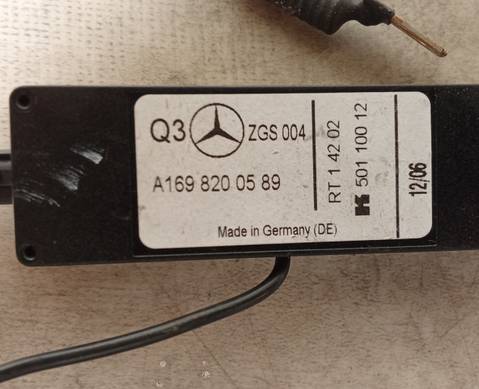 Q3 ZGS 004
A169 820 05 89
Made in Germany (DE)
RT 1 42 02
K 501 100 12
12/06